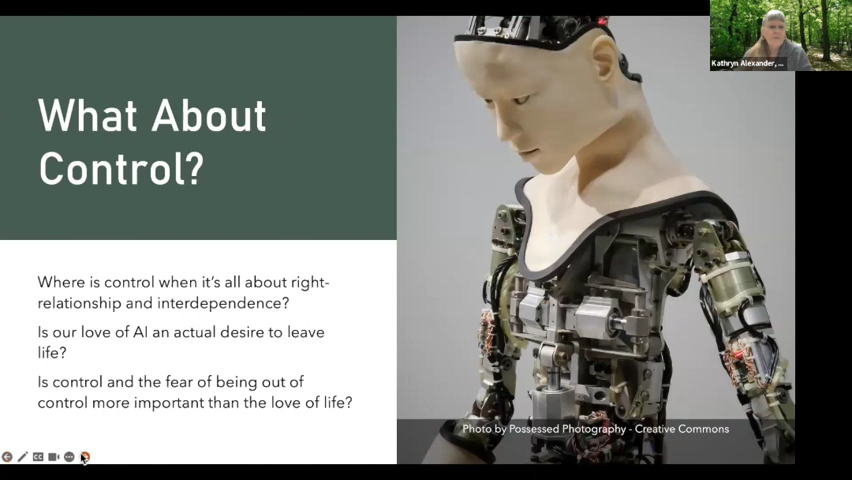 What About
Control?
Where is control when it's all about right-
relationship and interdependence?
Is our love of AI an actual desire to leave
life?
Is control and the fear of being out of
control more important than the love of life?
Photo by Possessed Photography - Creative Commons
Kathryn Alexander, ...
CC